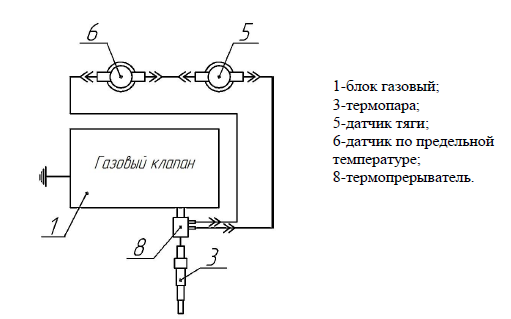 6
5
1-блок газовый;
3-термопара;
5-датчик тяги;
6-датчик по предельной
температуре;
8-термопрерыватель.
Газовый клапан
1
8
3